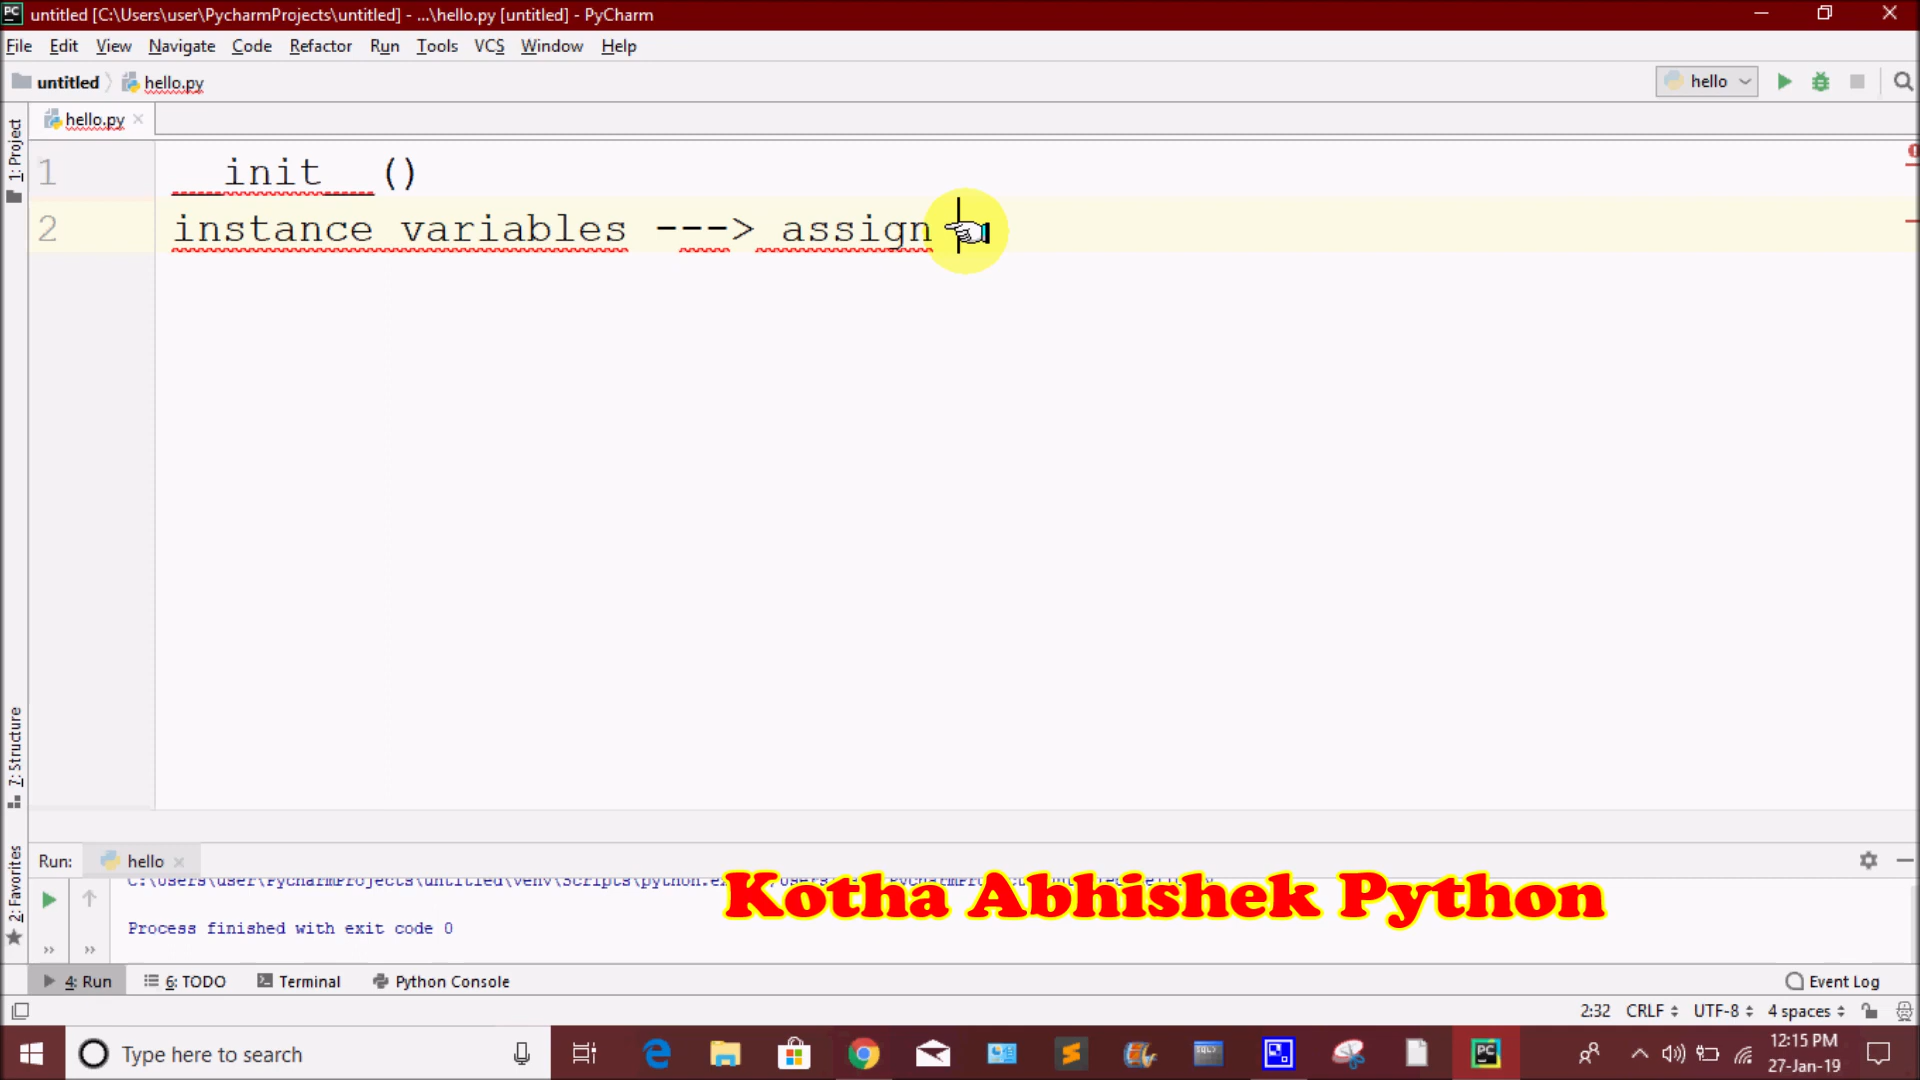 untitled [C:\Users\user\PycharmProjects\untitled] - ...\hello.py [untitled] - PyCharm
File Edit View Navigate Code Refactor Run Tools VCS Window Help
untitled hello.py
hello
hello.py
1: Project
1 __init__()
2 instance variables ---> assign
7: Structure
2: Favorites
Run: hello
Process finished with exit code 0
Kotha Abhishek Python
4: Run 6: TODO Terminal Python Console Event Log
2:32 CRLF UTF-8 4 spaces
Type here to search
12:15 PM
27-Jan-19